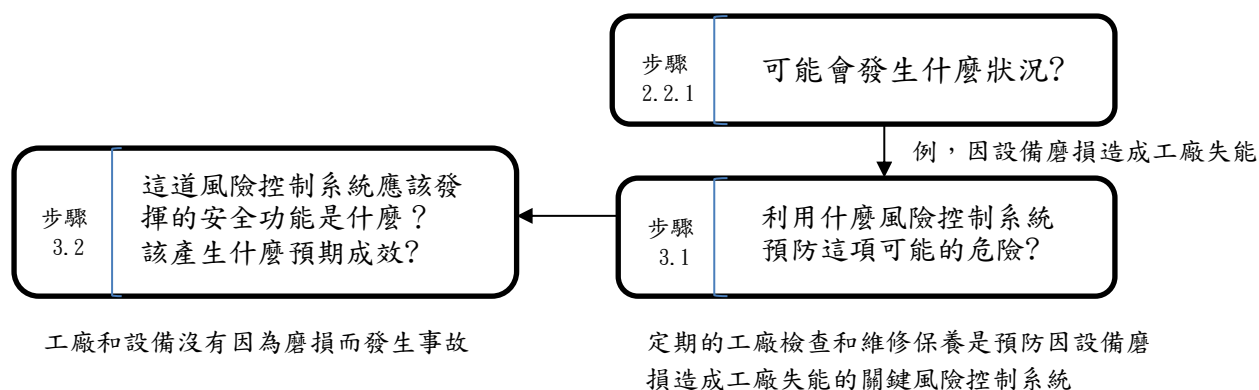 步驟
2.2.1
可能會發生什麼狀況?
例，因設備磨損造成工廠失能
步驟
3.1
利用什麼風險控制系統
預防這項可能的危險?
定期的工廠檢查和維修保養是預防因設備磨
損造成工廠失能的關鍵風險控制系統
步驟
3.2
這道風險控制系統應該發
揮的安全功能是什麼？
該產生什麼預期成效?
工廠和設備沒有因為磨損而發生事故